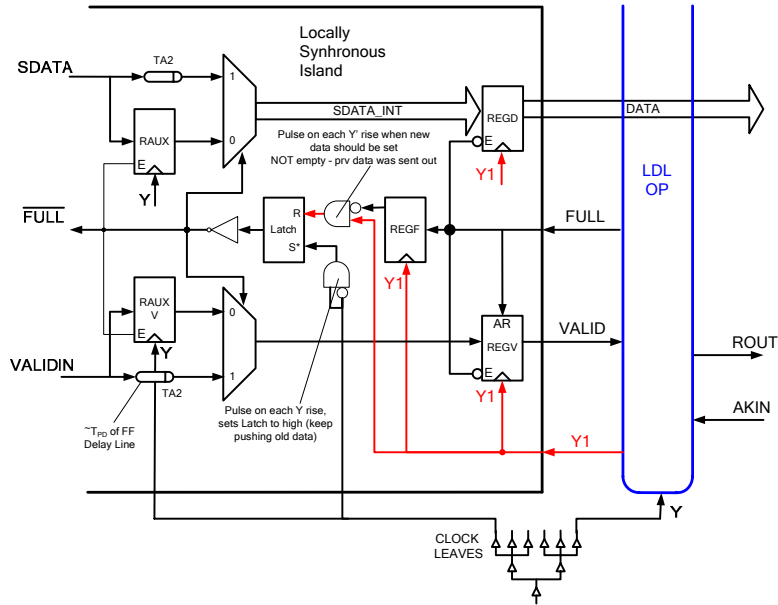 Locally
Synhronous
Island
SDATA
TA2
1
SDATA_INT
REGD
DATA
RAUX
0
E
E
Pulse on each Y' rise when new
data should be set
NOT empty - prv data was sent out
Y
Y1
LDL
OP
FULL
R
Latch
S*
REGF
FULL
Y1
RAUX
V
0
E
AR
REGV
VALID
Y
E
ROUT
VALIDIN
1
TA2
Y1
AKIN
~TPD of FF
Delay Line
Pulse on each Y rise,
sets Latch to high (keep
pushing old data)
Y1
Y
CLOCK
LEAVES